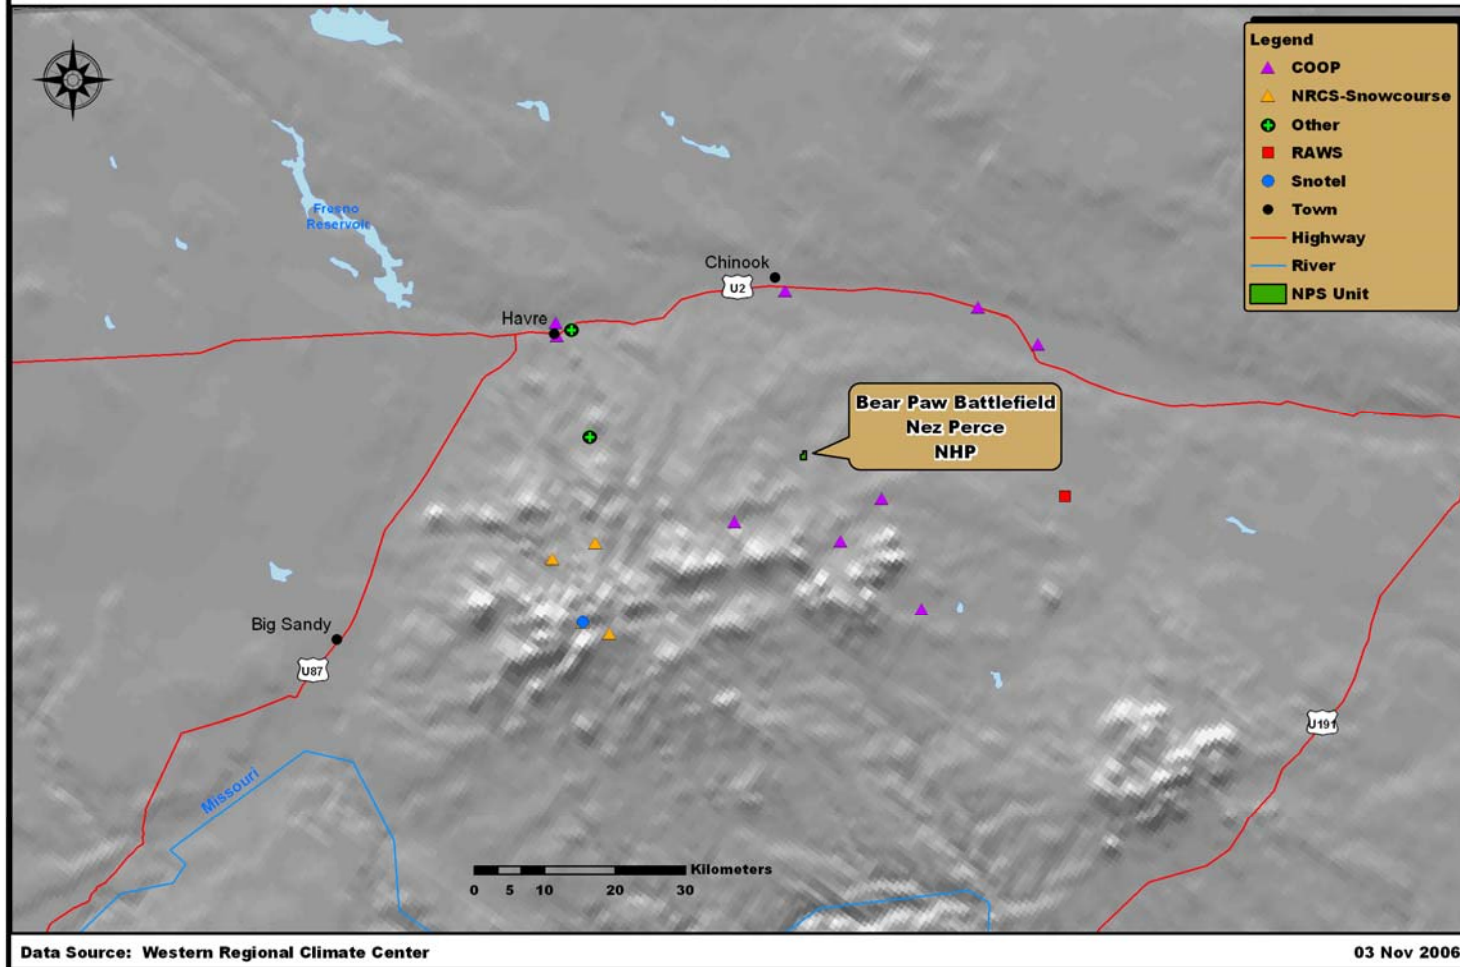 Legend
COOP
NRCS-Snowcourse
Other
RAWS
Snotel
Town
Highway
River
NPS Unit
Fresno
Reservoir
Chinook
U2
Havre
Bear Paw Battlefield
Nez Perce
NHP
Big Sandy
U87
U191
Missouri
Kilometers
0 5 10 20 30
Data Source: Western Regional Climate Center
03 Nov 2006